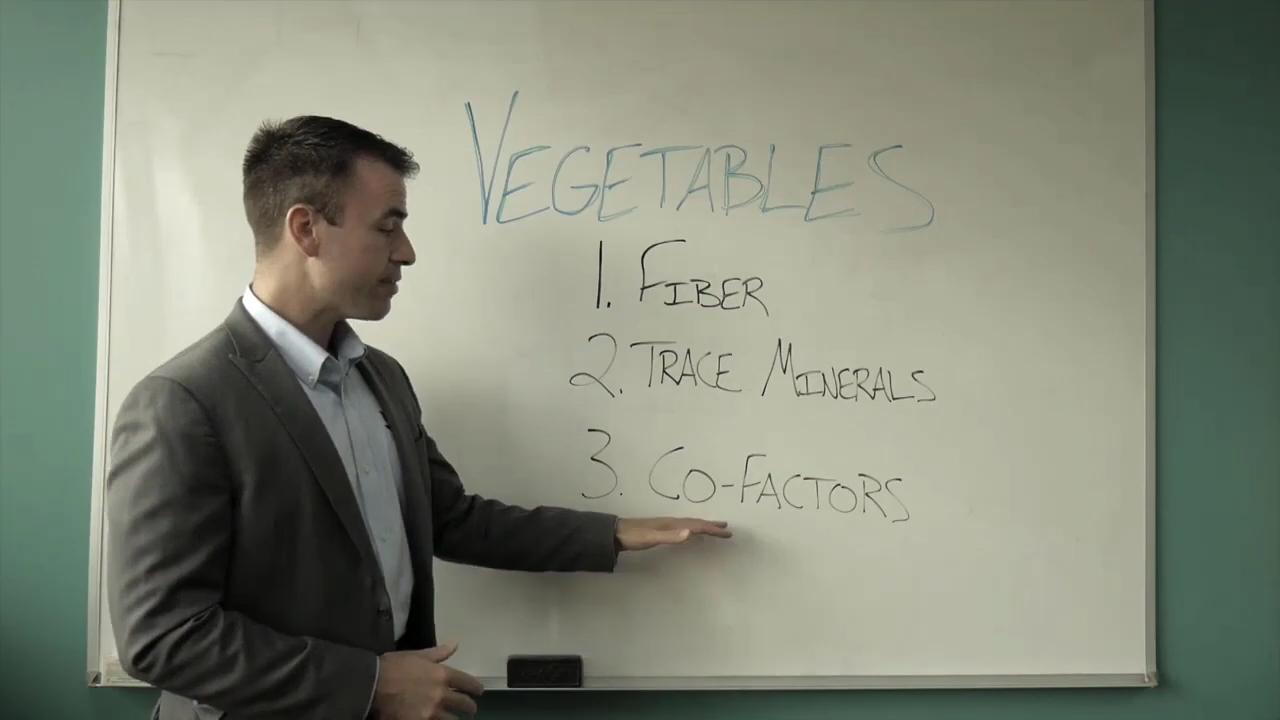 VEGETABLES
1. FIBER
2. TRACE MINERALS
3. CO-FACTORS